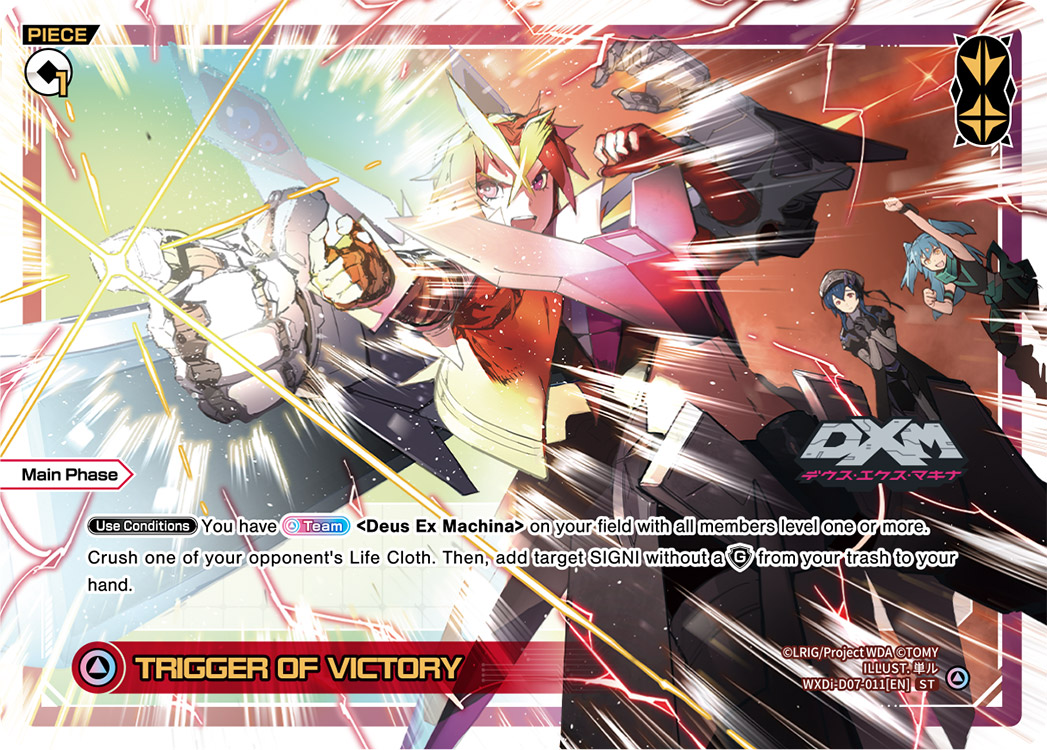 PIECE
1
DXM
デウス・エクス・マキナ
Main Phase
Use Conditions You have Team <Deus Ex Machina> on your field with all members level one or more.
Crush one of your opponent's Life Cloth. Then, add target SIGNI without a G from your trash to your
hand.
TRIGGER OF VICTORY
©LRIG/Project WDA ©TOMY
ILLUST. 単ル
WXDi-D07-011[EN] ST